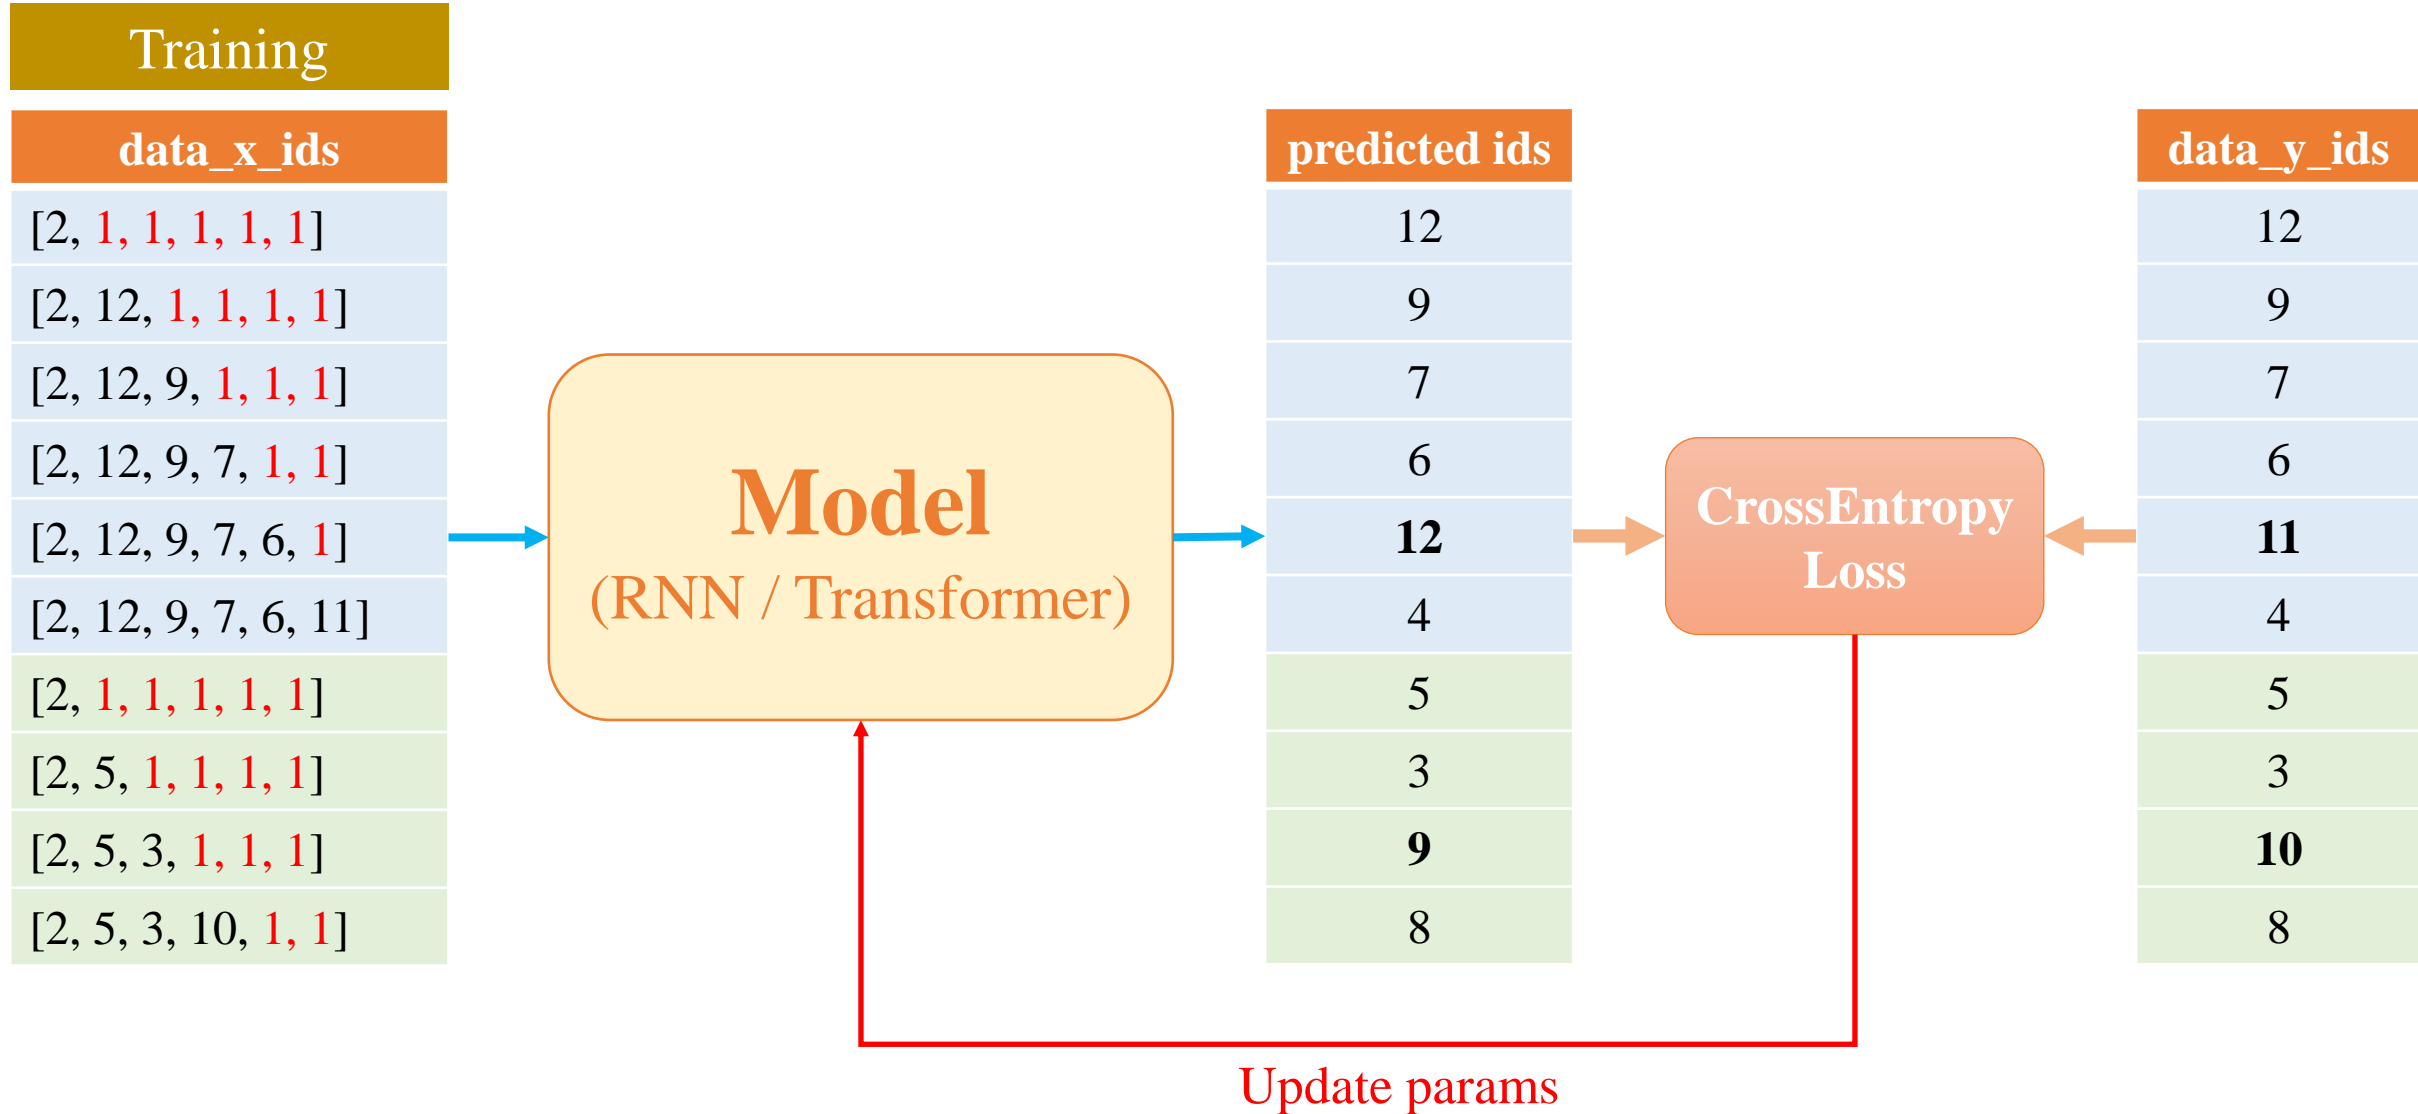 Training
data_x_ids
[2, 1, 1, 1, 1, 1]
[2, 12, 1, 1, 1, 1]
[2, 12, 9, 1, 1, 1]
[2, 12, 9, 7, 1, 1]
[2, 12, 9, 7, 6, 1]
[2, 12, 9, 7, 6, 11]
[2, 1, 1, 1, 1, 1]
[2, 5, 1, 1, 1, 1]
[2, 5, 3, 1, 1, 1]
[2, 5, 3, 10, 1, 1]
Model
(RNN / Transformer)
predicted ids
12
9
7
6
12
4
5
3
9
8
CrossEntropy
Loss
data_y_ids
12
9
7
6
11
4
5
3
10
8
Update params